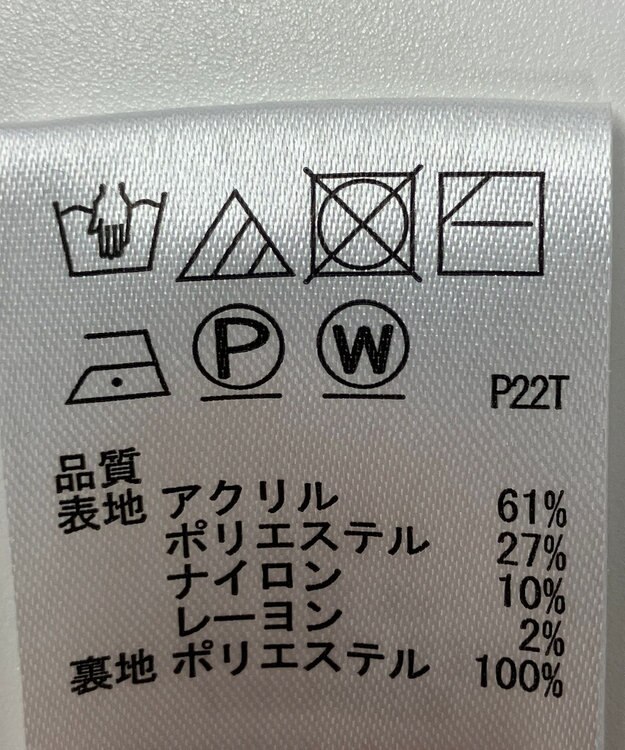 P W P22T
品質
表地 アクリル 61%
ポリエステル 27%
ナイロン 10%
レーヨン 2%
裏地 ポリエステル 100%